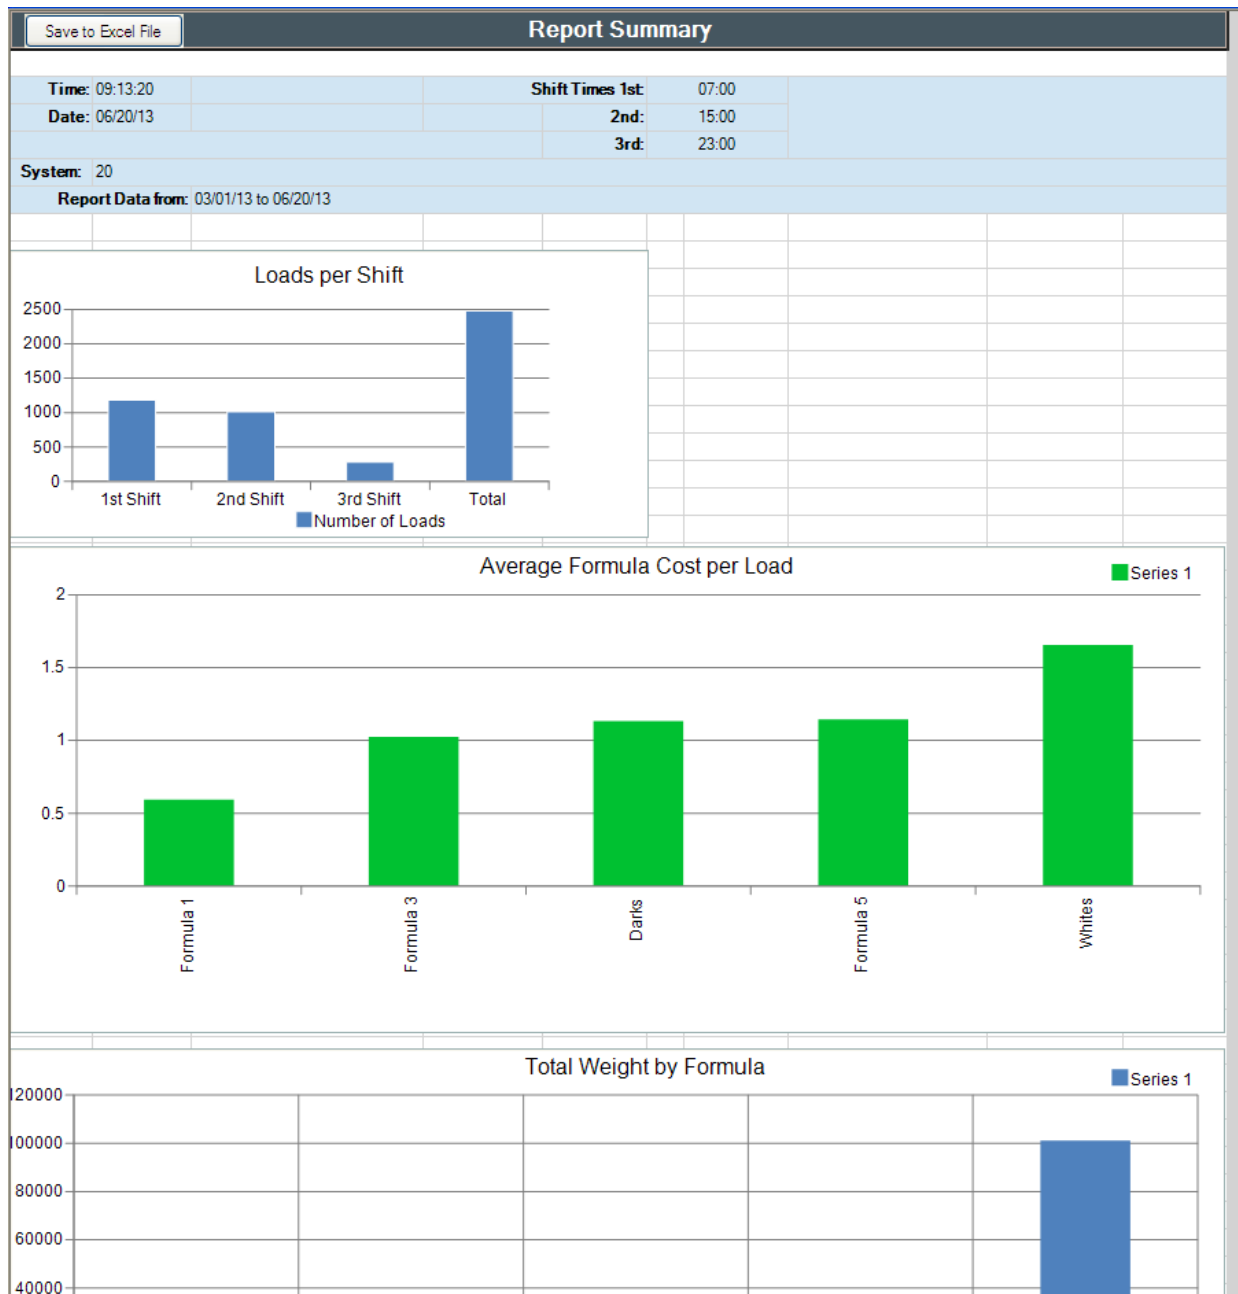 Save to Excel File
Report Summary
Time: 09:13:20 Shift Times 1st: 07:00
Date: 06/20/13 2nd: 15:00
3rd: 23:00
System: 20
Report Data from: 03/01/13 to 06/20/13
Loads per Shift
2500
2000
1500
1000
500
0
1st Shift 2nd Shift 3rd Shift Total
Number of Loads
Average Formula Cost per Load
Series 1
2
1.5
1
0.5
0
Formula 1
Formula 3
Darks
Formula 5
Whites
Total Weight by Formula
Series 1
120000
100000
80000
60000
40000